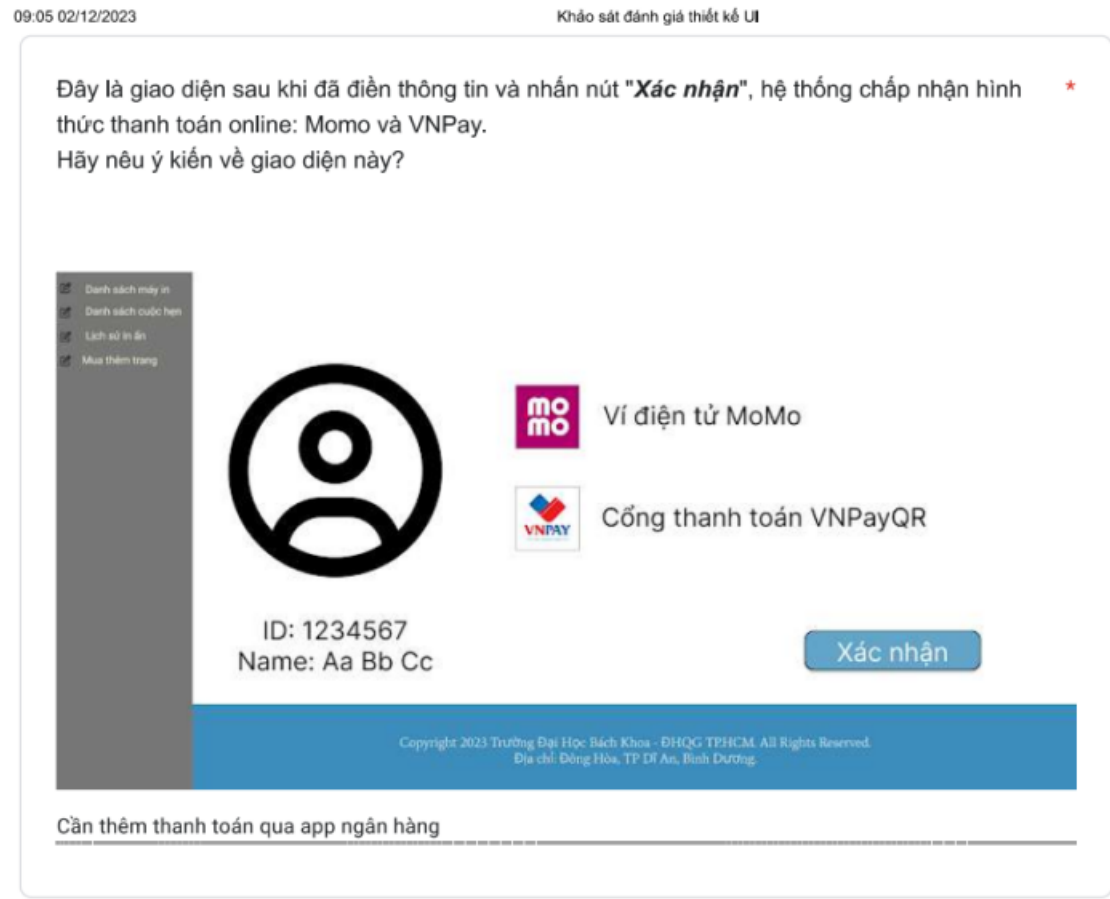 09:05 02/12/2023 Khảo sát đánh giá thiết kế UI
Đây là giao diện sau khi đã điền thông tin và nhấn nút "Xác nhận", hệ thống chấp nhận hình *
thức thanh toán online: Momo và VNPay.
Hãy nêu ý kiến về giao diện này?
Danh sách máy in
Danh sách cuộc hẹn
Lịch sử in ấn
Mua thêm trang
mo
mo
Ví điện tử MoMo
VNPAY
Cổng thanh toán VNPayQR
ID: 1234567
Name: Aa Bb Cc
Xác nhận
Copyright 2023 Trường Đại Học Bách Khoa - ĐHQG TP.HCM. All Rights Reserved.
Địa chỉ: Đông Hòa, TP Dĩ An, Bình Dương.
Cần thêm thanh toán qua app ngân hàng